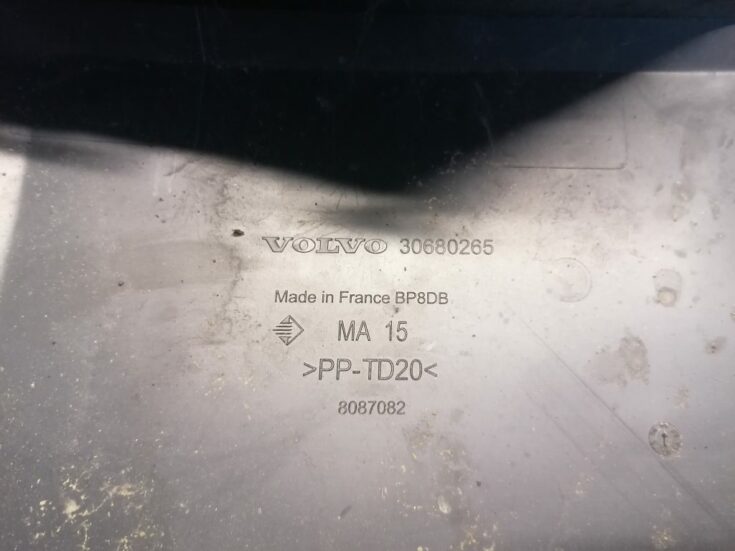 VOLVO 30680265
Made in France BP8DB
MA 15
>PP-TD20<
8087082